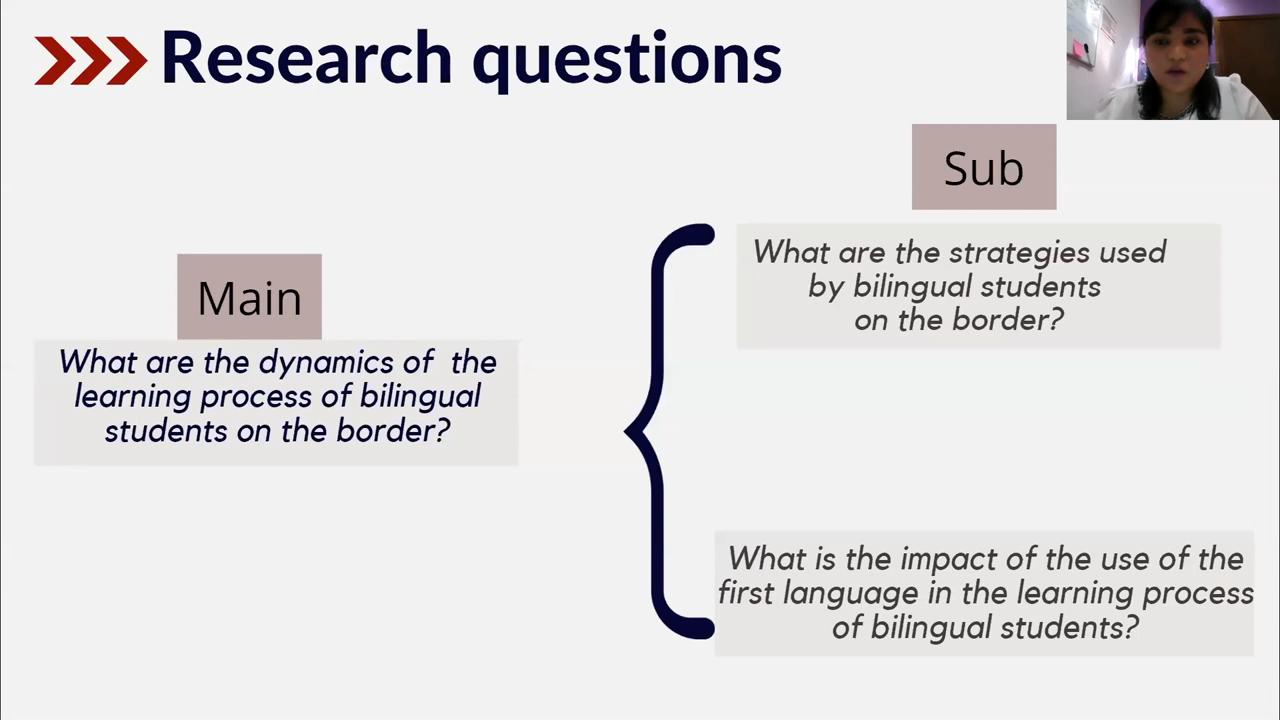 Research questions
Main
What are the dynamics of the
learning process of bilingual
students on the border?
Sub
What are the strategies used
by bilingual students
on the border?
What is the impact of the use of the
first language in the learning process
of bilingual students?